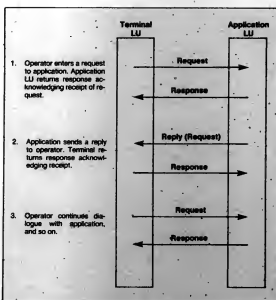 Terminal
LU
Application
LU
1. Operator enters a request
to application. Application
LU returns response ac-
knowledging receipt of re-
quest.
Request
Response
2. Application sends a reply
to operator. Terminal re-
turns response acknowl-
edging receipt.
Reply (Request)
Response
3. Operator continues dia-
logue with application,
and so on.
Request
Response